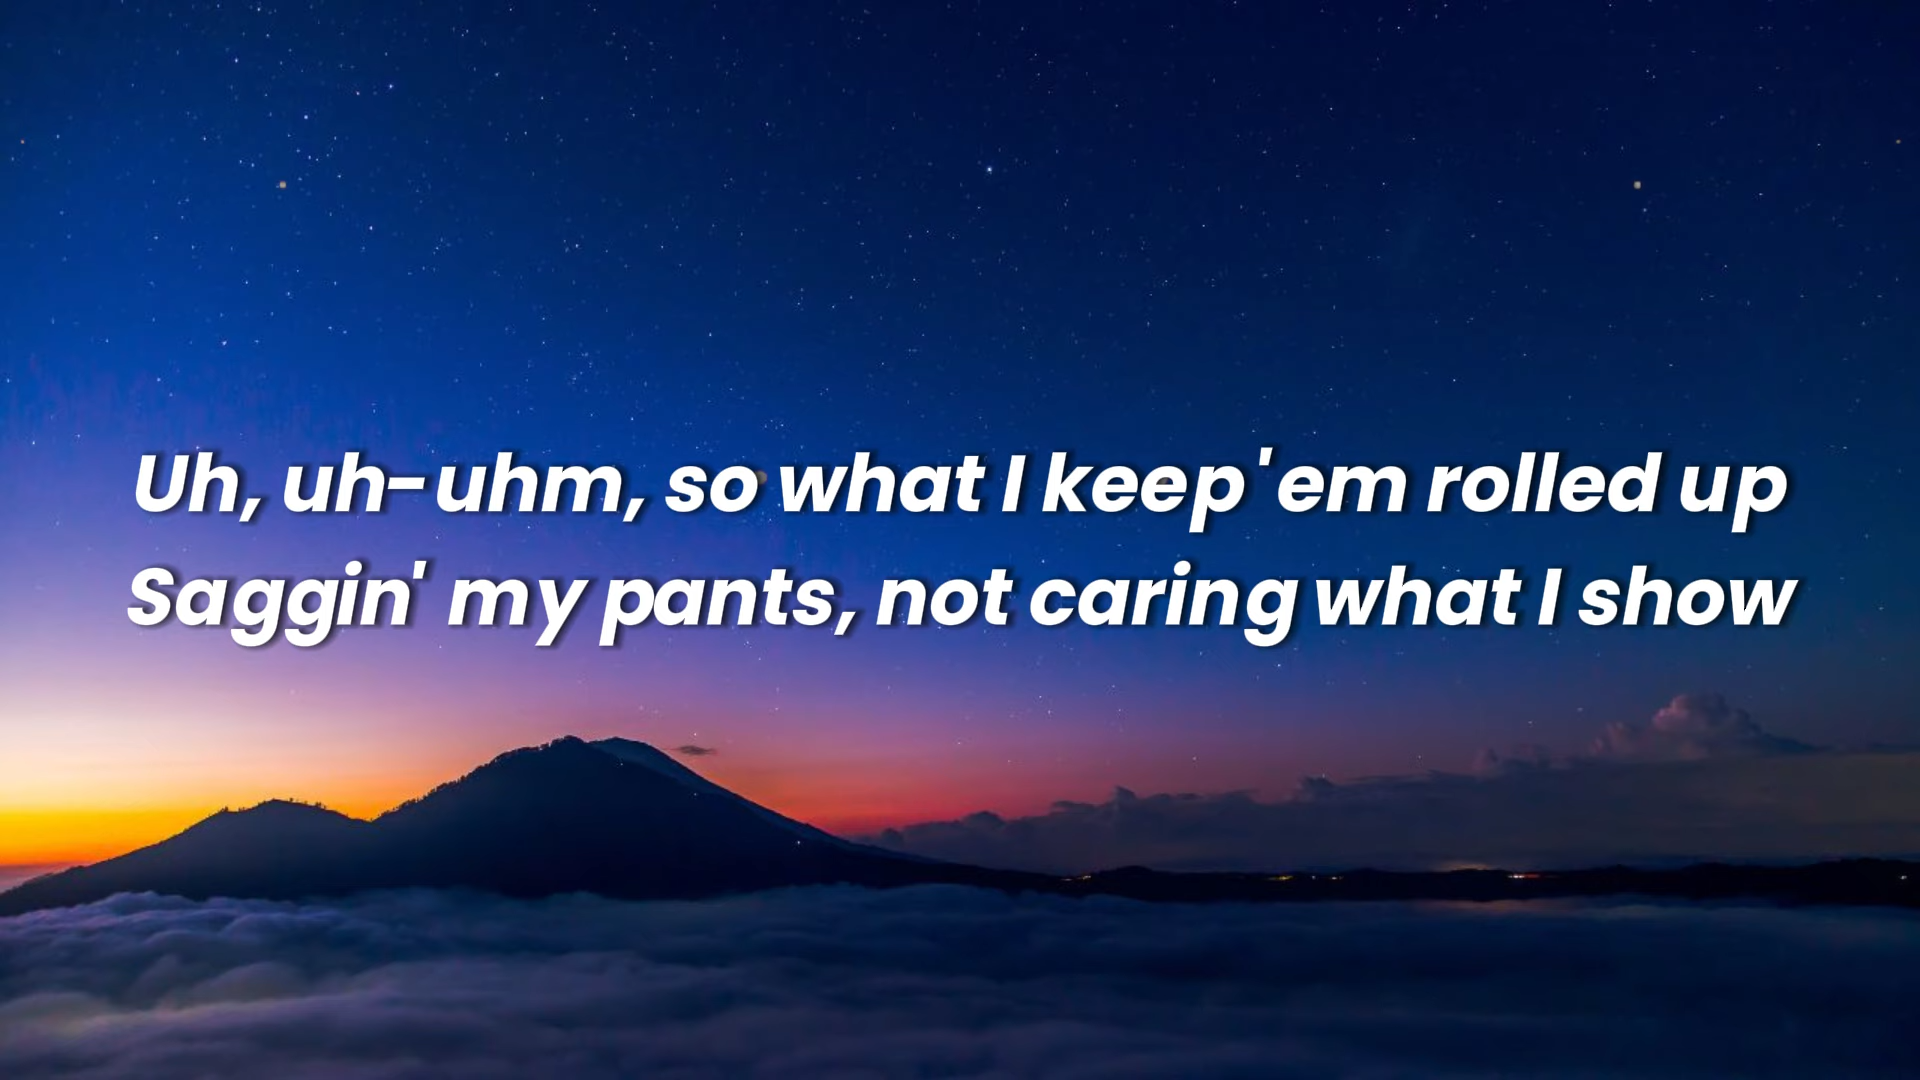 Uh, uh-uhm, so what I keep 'em rolled up
Saggin' my pants, not caring what I show